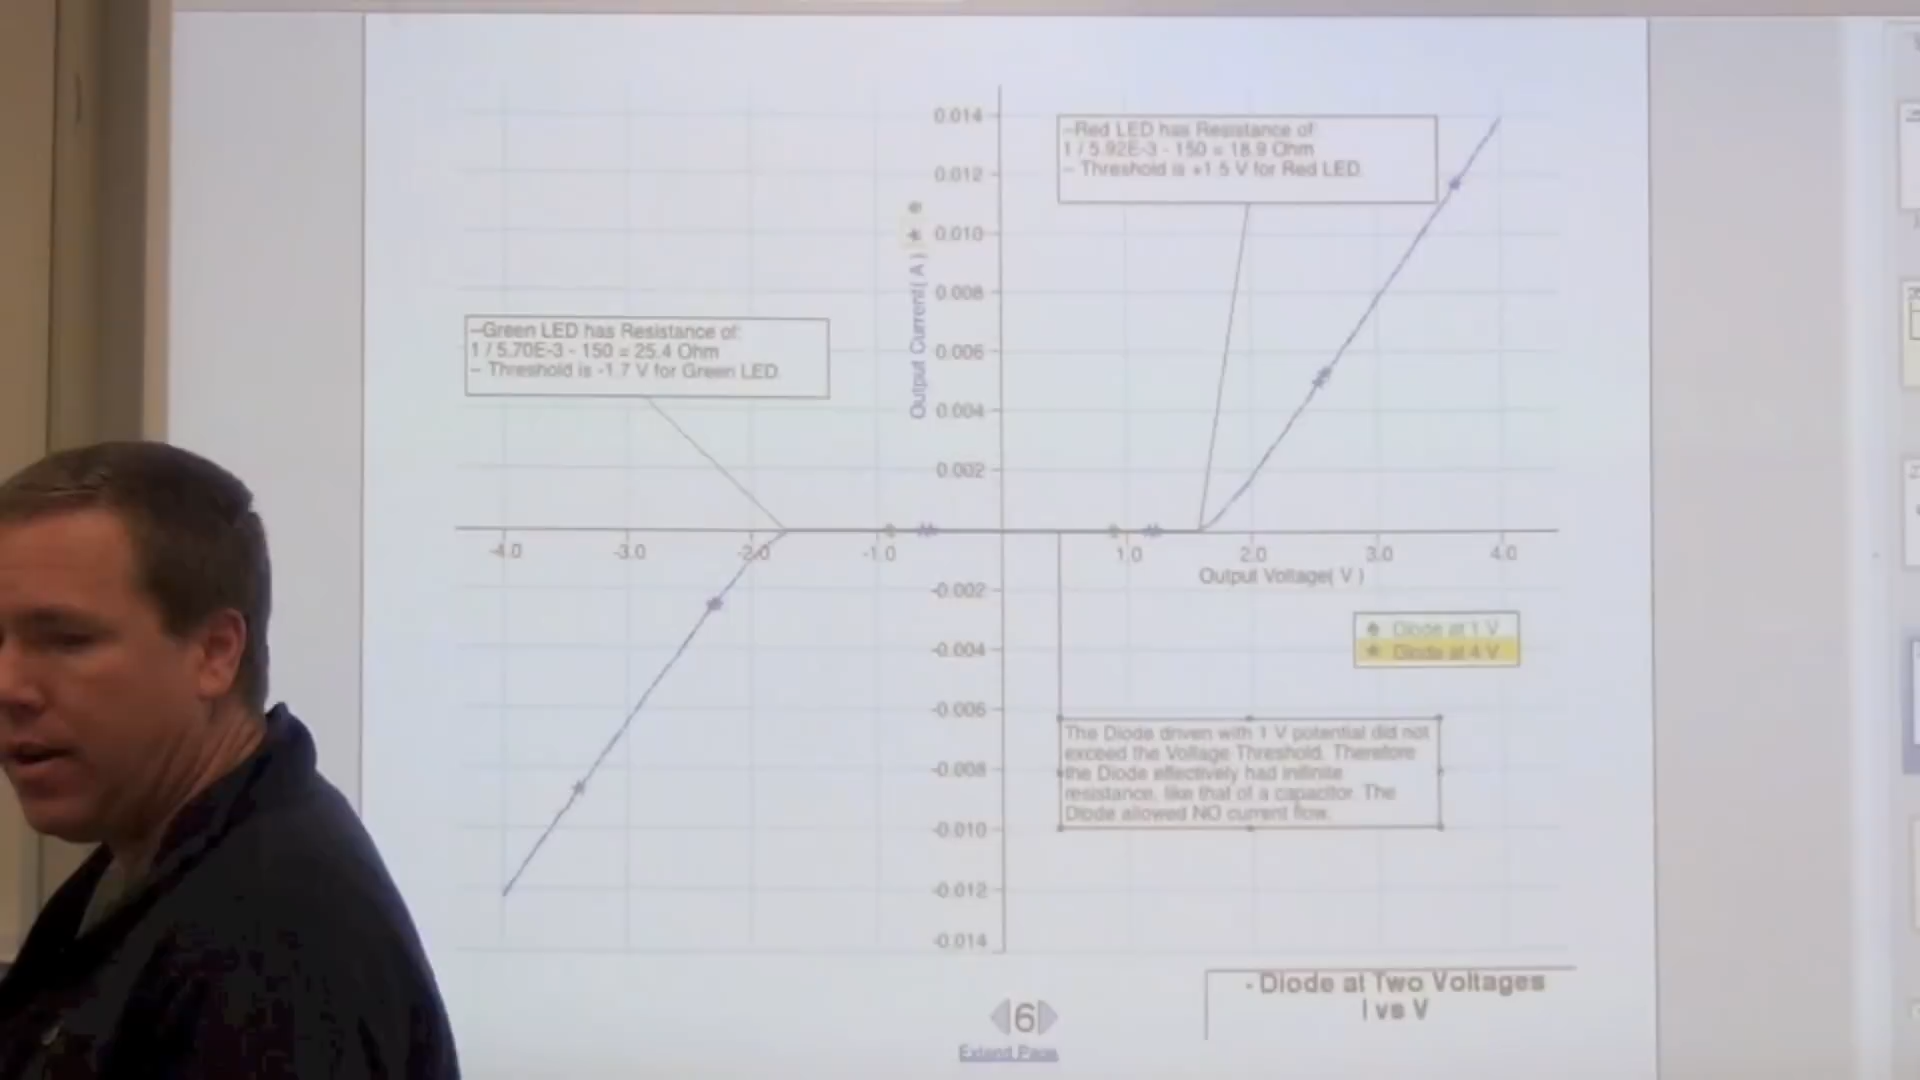 0.014
0.012
0.010
0.008
0.006
0.004
0.002
Output Current( A )
–Red LED has Resistance of:
1 / 5.92E-3 - 150 = 18.9 Ohm
– Threshold is +1.5 V for Red LED.
–Green LED has Resistance of:
1 / 5.70E-3 - 150 = 25.4 Ohm
– Threshold is -1.7 V for Green LED.
-4.0 -3.0 -2.0 -1.0 1.0 2.0 3.0 4.0
Output Voltage( V )
-0.002
-0.004
-0.006
-0.008
-0.010
-0.012
-0.014
Diode at 1 V
Diode at 4 V
The Diode driven with 1 V potential did not
exceed the Voltage Threshold. Therefore
the Diode effectively had infinite
resistance, like that of a capacitor. The
Diode allowed NO current flow.
- Diode at Two Voltages
I vs V
6
Extend Page